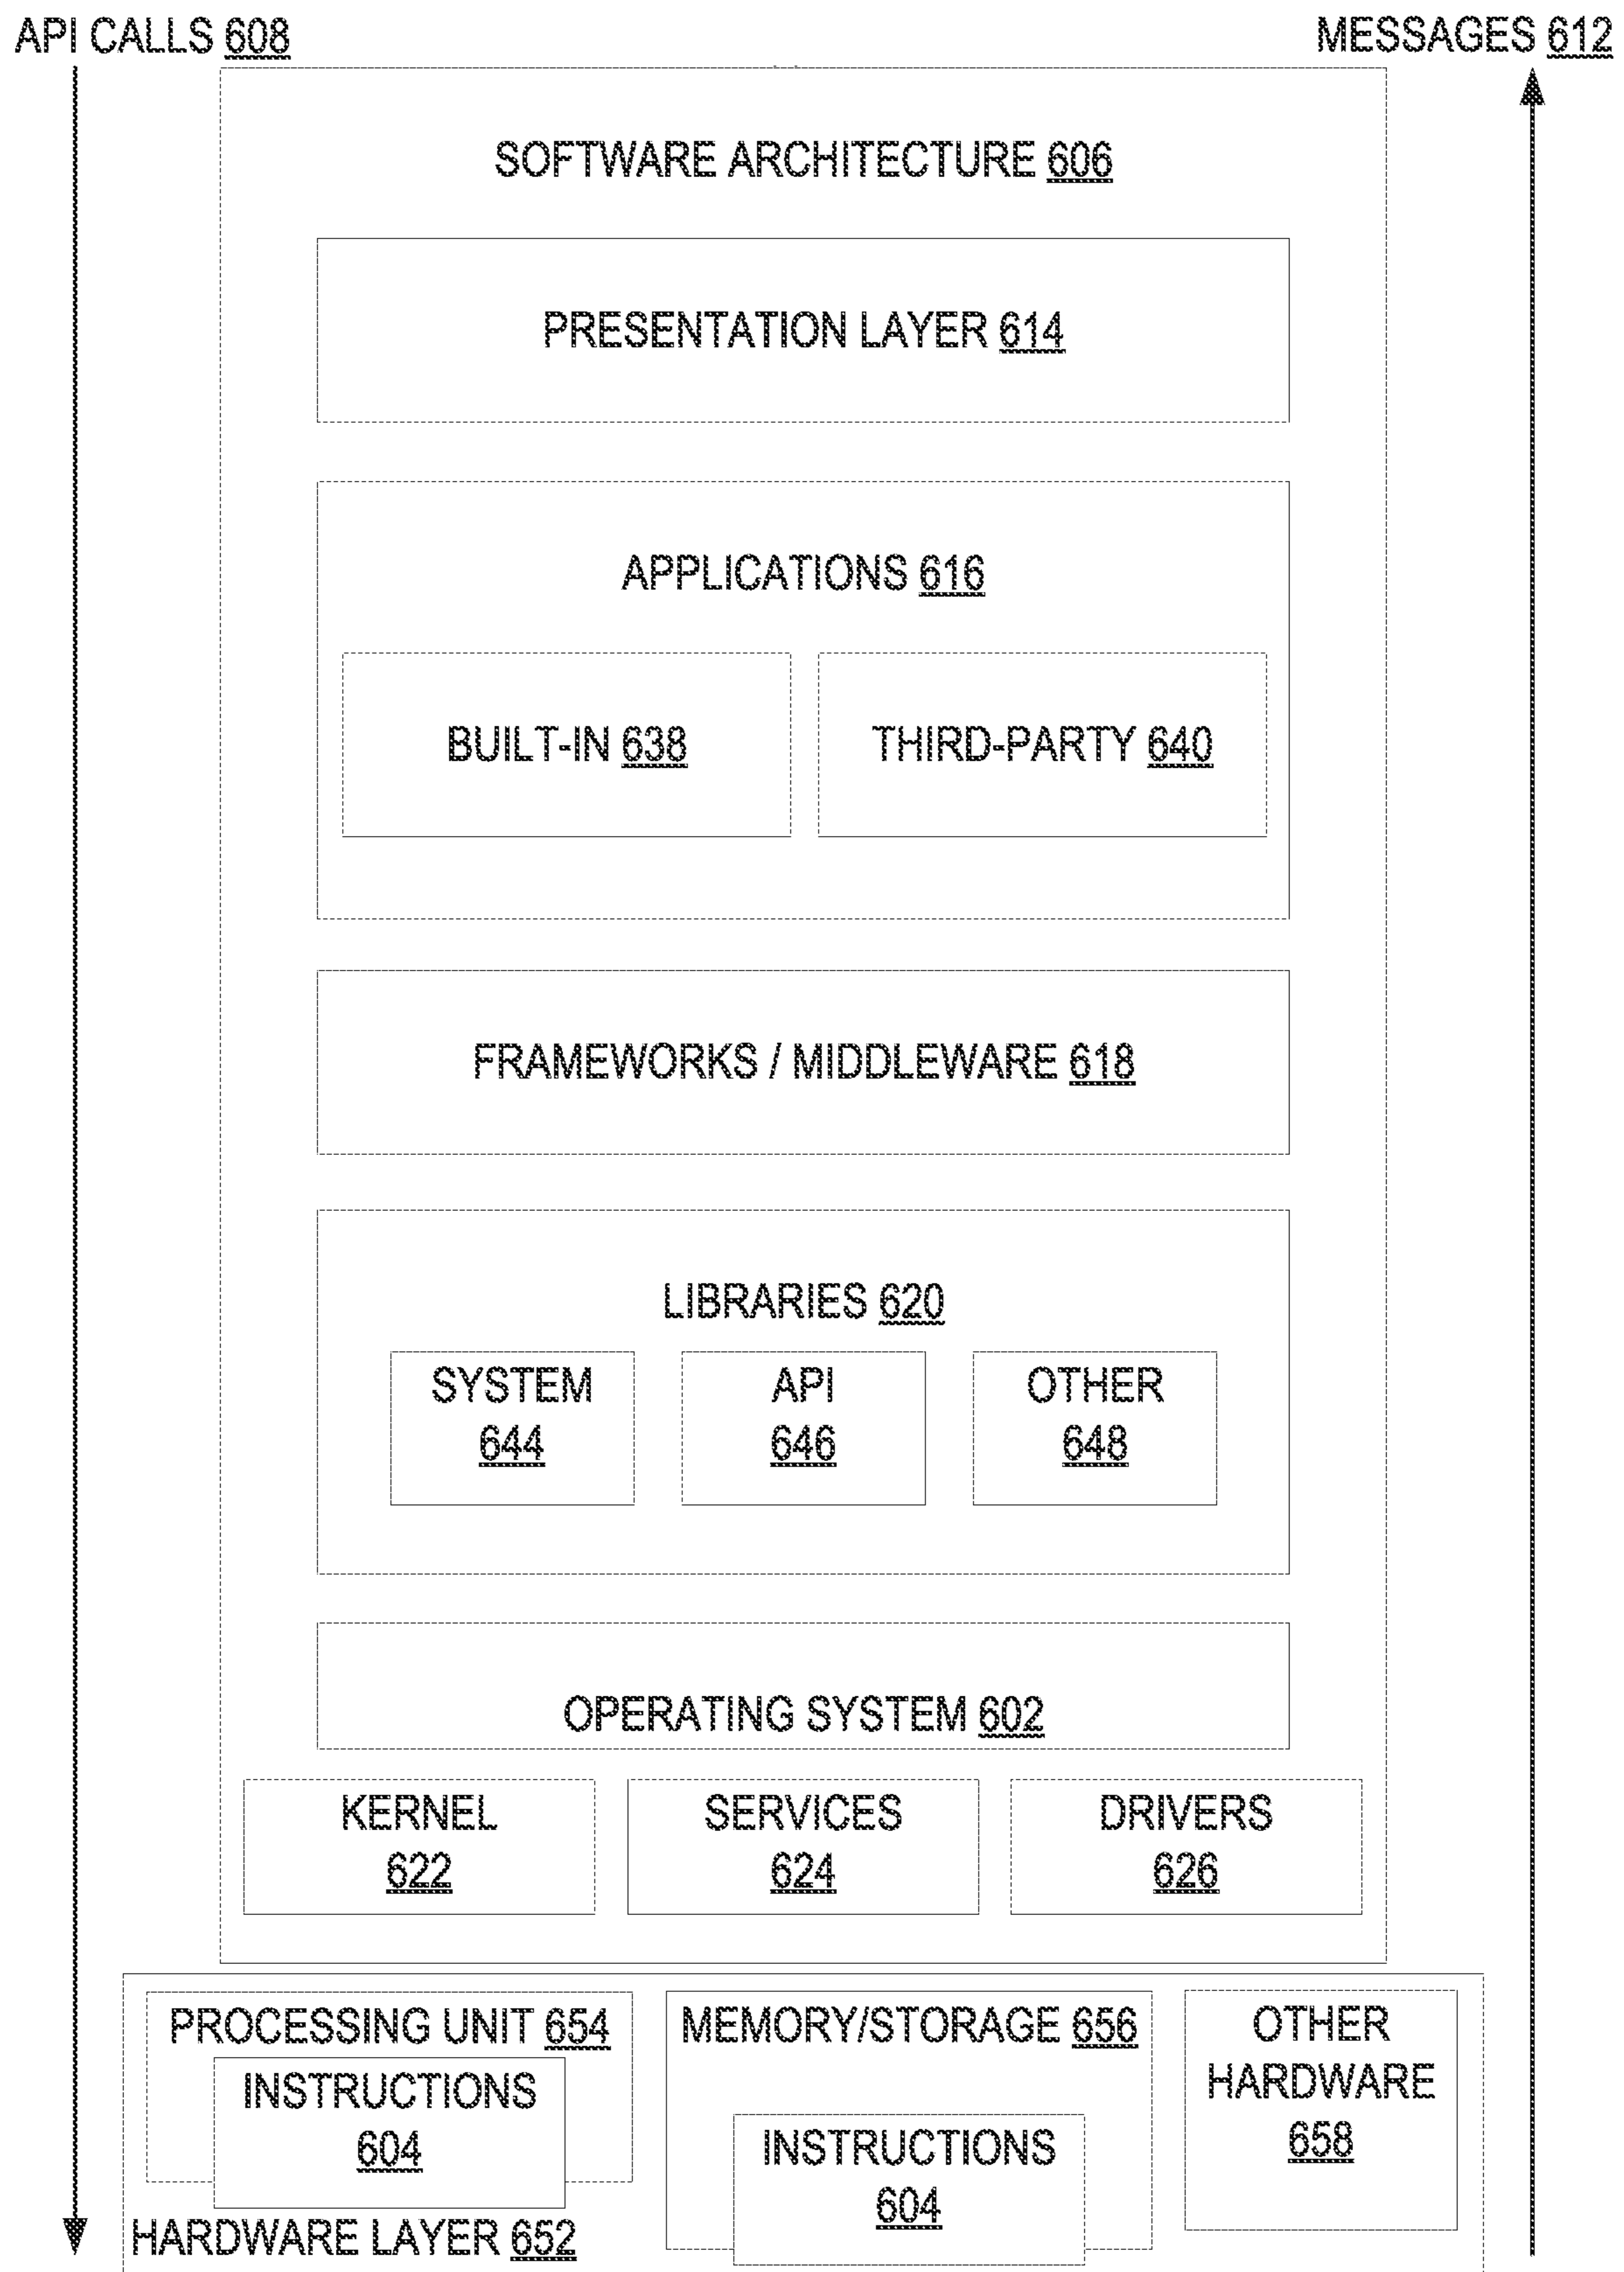 API CALLS 608
MESSAGES 612
SOFTWARE ARCHITECTURE 606
PRESENTATION LAYER 614
APPLICATIONS 616
BUILT-IN 638
THIRD-PARTY 640
FRAMEWORKS / MIDDLEWARE 618
LIBRARIES 620
SYSTEM
644
API
646
OTHER
648
OPERATING SYSTEM 602
KERNEL
622
SERVICES
624
DRIVERS
626
PROCESSING UNIT 654
INSTRUCTIONS
604
MEMORY/STORAGE 656
INSTRUCTIONS
604
OTHER
HARDWARE
658
HARDWARE LAYER 652